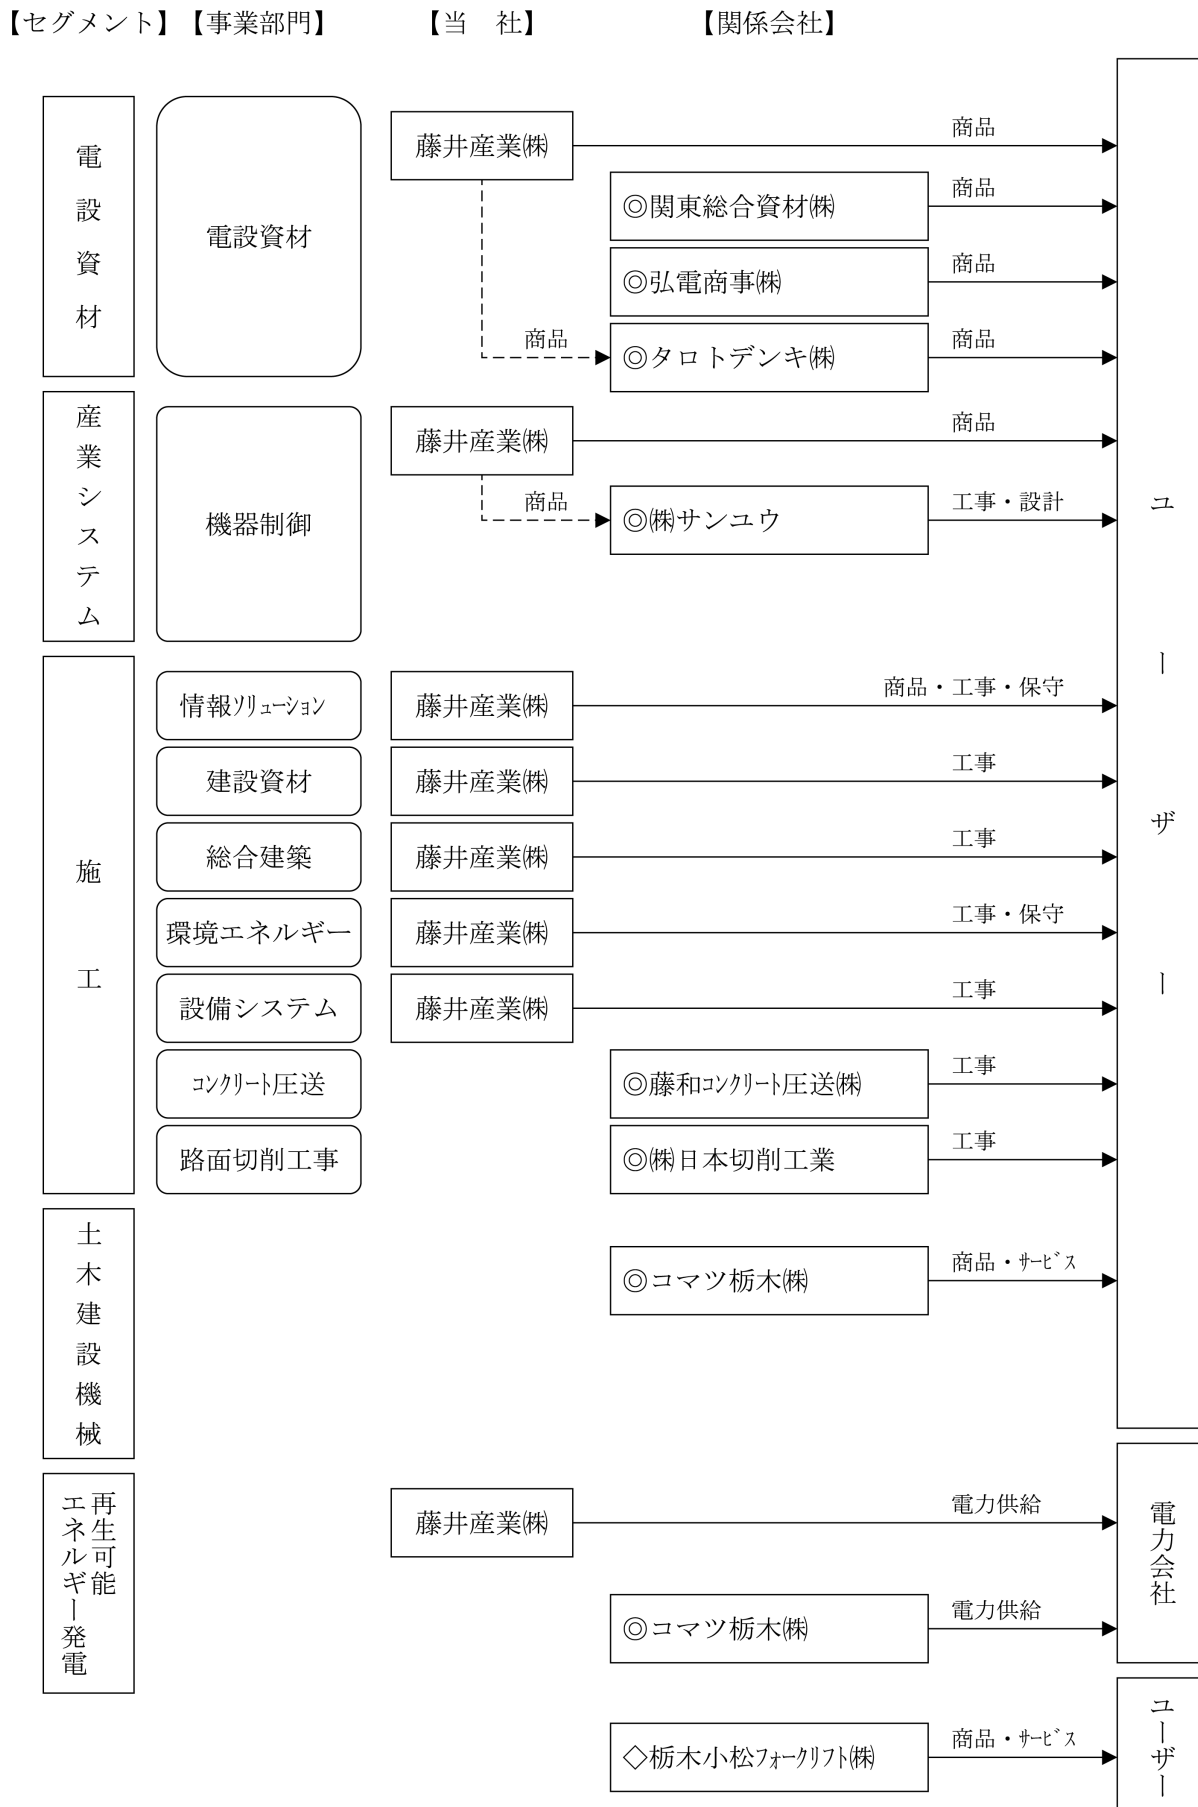 【セグメント】【事業部門】 【当　社】 【関係会社】
電設資材
電設資材
藤井産業㈱
商品
◎関東総合資材㈱
商品
◎弘電商事㈱
商品
商品
◎タロトデンキ㈱
商品
産業システム
機器制御
藤井産業㈱
商品
商品
◎㈱サンユウ
工事・設計
施工
情報ソリューション
藤井産業㈱
商品・工事・保守
建設資材
藤井産業㈱
工事
総合建築
藤井産業㈱
工事
環境エネルギー
藤井産業㈱
工事・保守
設備システム
藤井産業㈱
工事
コンクリート圧送
◎藤和コンクリート圧送㈱
工事
路面切削工事
◎㈱日本切削工業
工事
土木建設機械
◎コマツ栃木㈱
商品・サービス
ユーザー
再生可能
エネルギー発電
藤井産業㈱
電力供給
◎コマツ栃木㈱
電力供給
電力会社
◇栃木小松フォークリフト㈱
商品・サービス
ユーザー